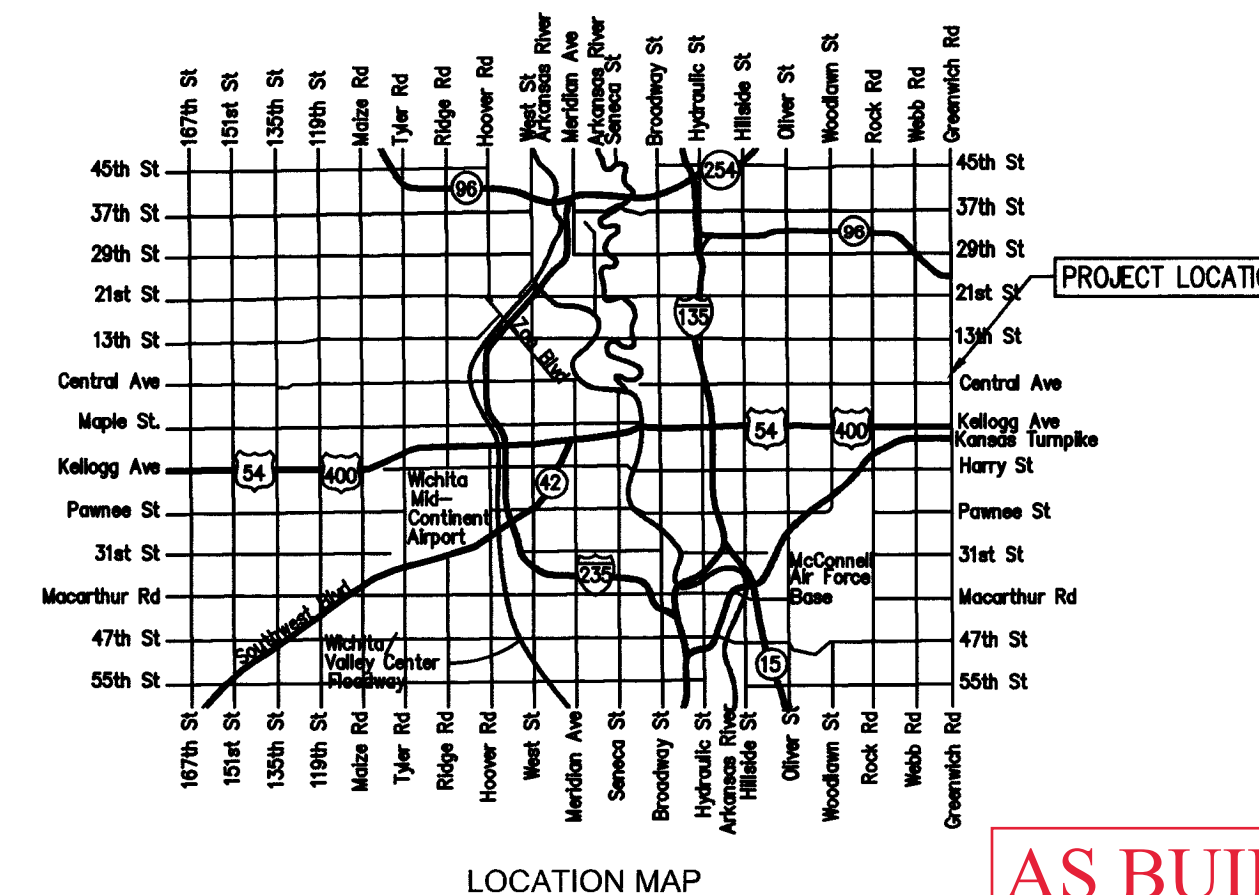 167th St
151st St
135th St
119th St
Maize Rd
Tyler Rd
Ridge Rd
Hoover Rd
West St
Arkansas River
Meridian Ave
Arkansas River
Seneca St
Broadway St
Hydraulic St
Hillside St
Oliver St
Woodlawn St
Rock Rd
Webb Rd
Greenwich Rd
45th St
37th St
29th St
21st St
13th St
Central Ave
Maple St.
Kellogg Ave
Pawnee St
31st St
Macarthur Rd
47th St
55th St
96
254
96
135
Zoo Blvd
54
400
42
54
400
235
15
Wichita
Mid-
Continent
Airport
McConnell
Air Force
Base
Southwest Blvd
Wichita/
Valley Center
Floodway
45th St
37th St
29th St
21st St
13th St
Central Ave
Kellogg Ave
Kansas Turnpike
Harry St
Pawnee St
31st St
Macarthur Rd
47th St
55th St
PROJECT LOCATI
167th St
151st St
135th St
119th St
Maize Rd
Tyler Rd
Ridge Rd
Hoover Rd
West St
Meridian Ave
Seneca St
Broadway St
Hydraulic St
Arkansas River
Hillside St
Oliver St
Woodlawn St
Rock Rd
Webb Rd
Greenwich Rd
LOCATION MAP
AS BUI